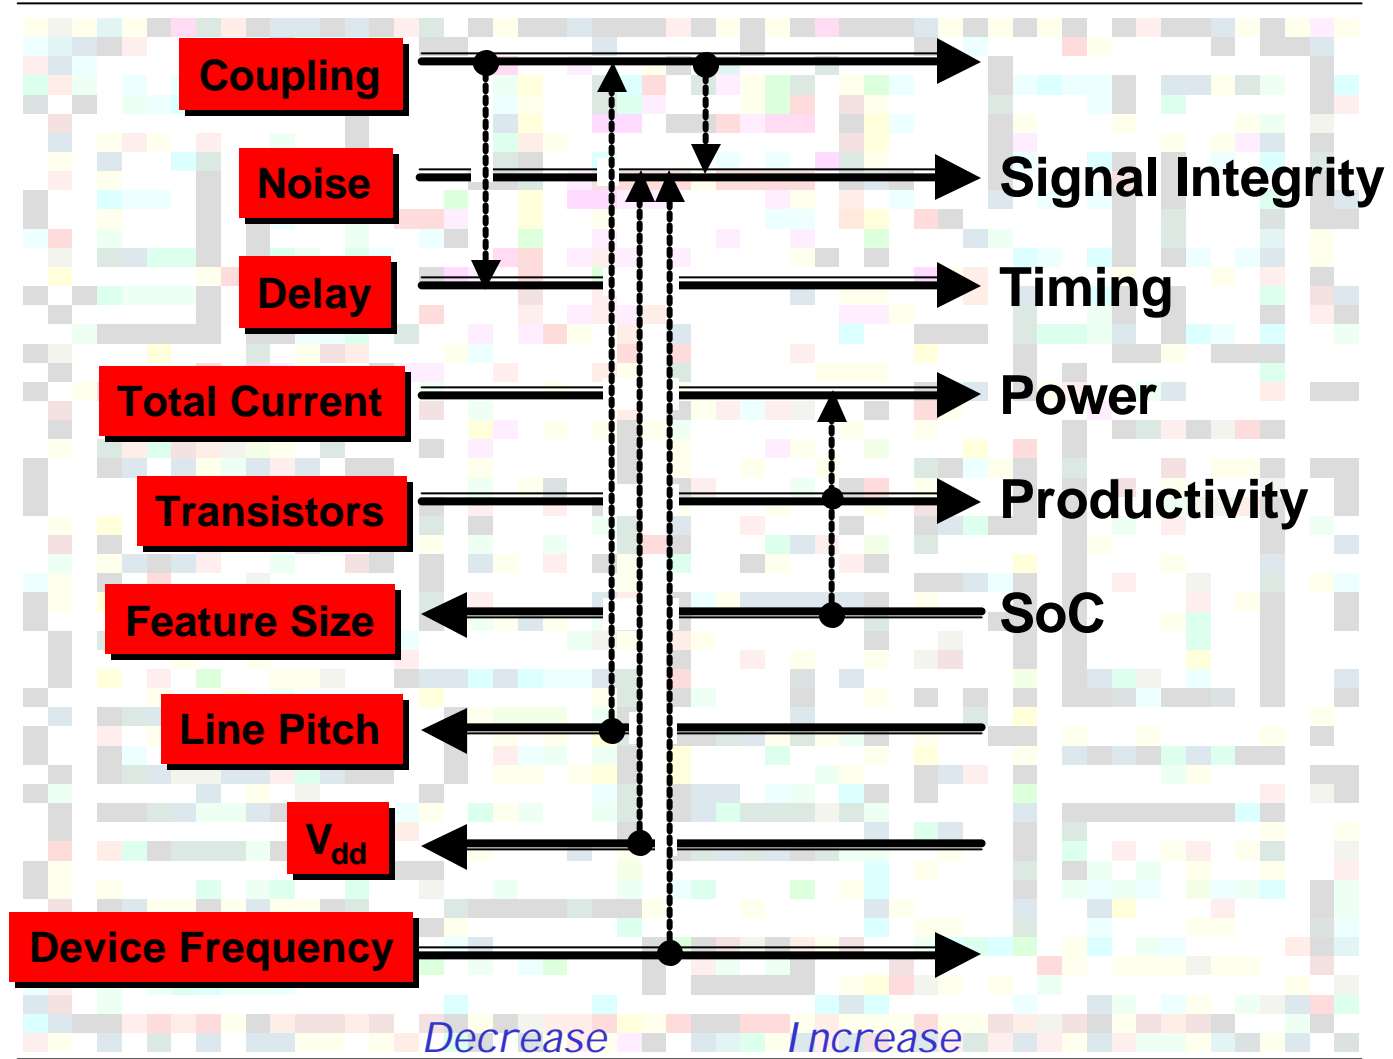 Coupling
Noise Signal Integrity
Delay Timing
Total Current Power
Transistors Productivity
Feature Size SoC
Line Pitch
Vdd
Device Frequency
Decrease Increase